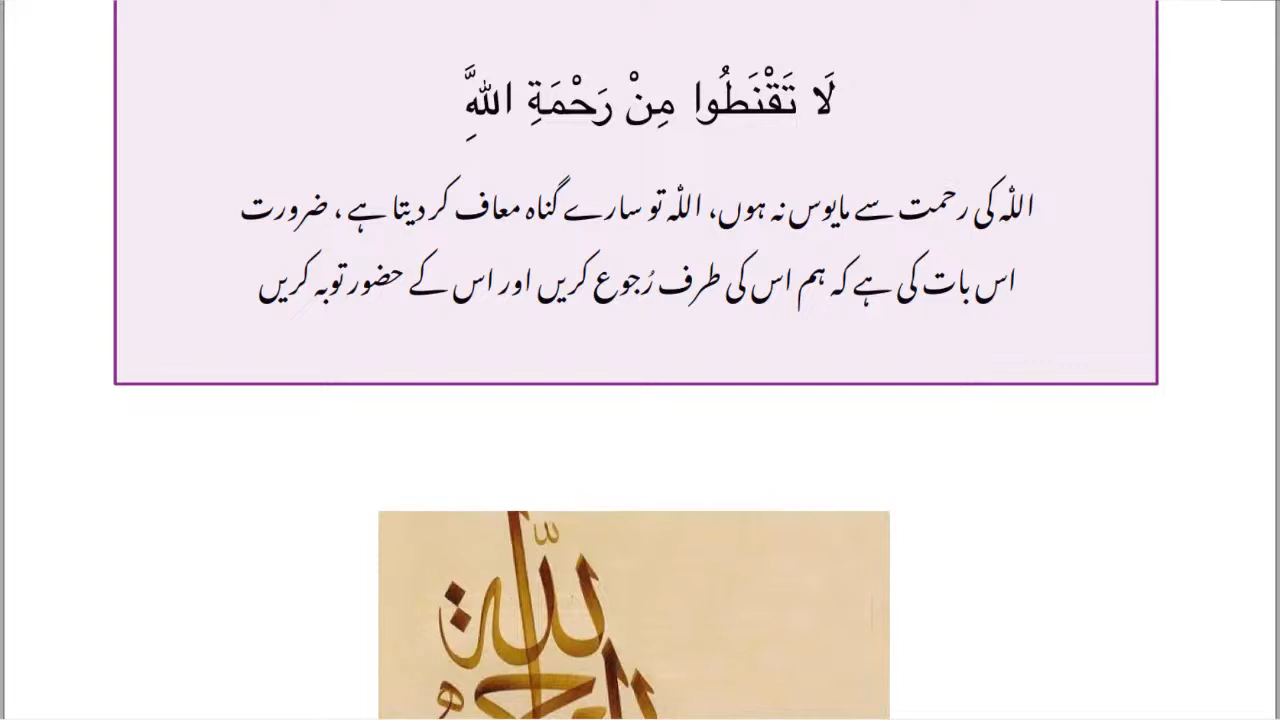 لَا تَقْنَطُوا مِنْ رَحْمَةِ اللَّهِ
اللہ کی رحمت سے مایوس نہ ہوں، اللہ تو سارے گناہ معاف کر دیتا ہے، ضرورت
اس بات کی ہے کہ ہم اس کی طرف رُجوع کریں اور اس کے حضور توبہ کریں